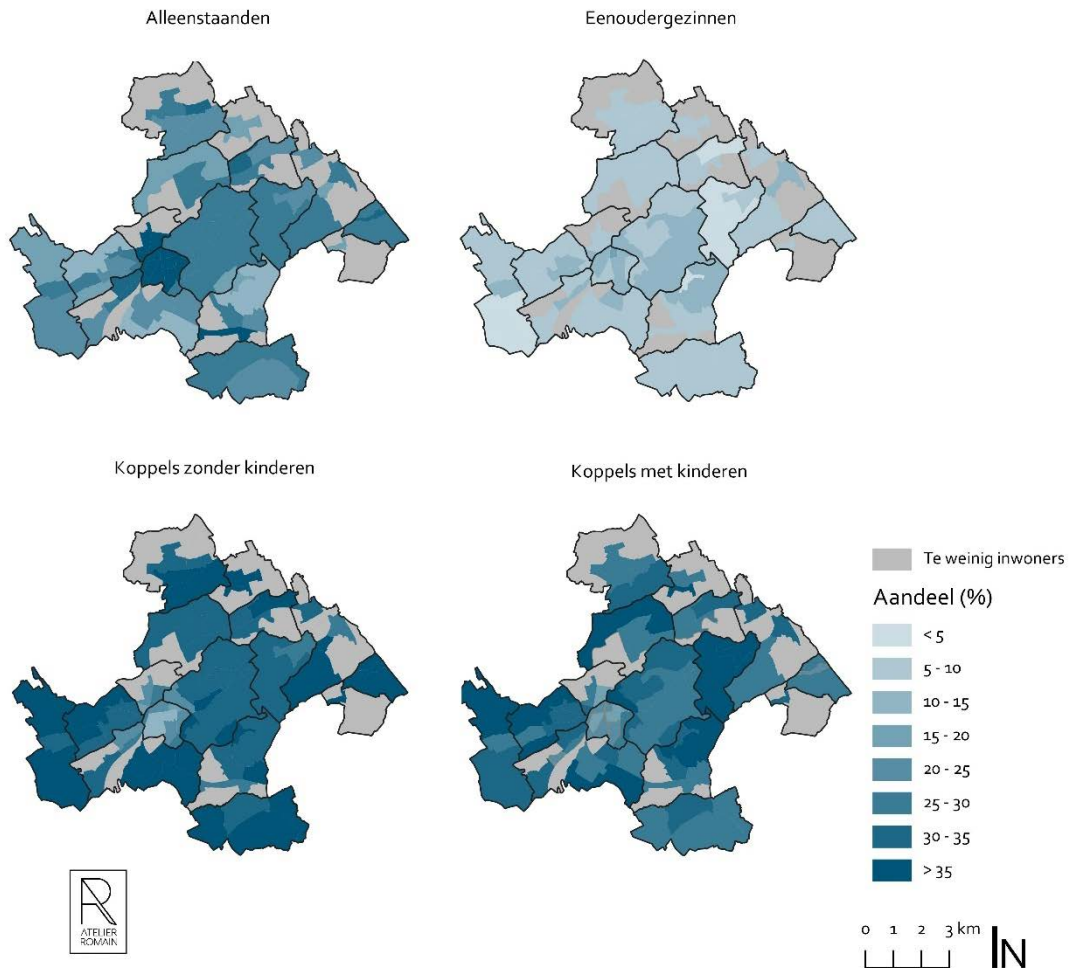 Alleenstaanden
Eenoudergezinnen
Koppels zonder kinderen
Koppels met kinderen
Te weinig inwoners
Aandeel (%)
< 5
5 - 10
10 - 15
15 - 20
20 - 25
25 - 30
30 - 35
> 35
R
ATELIER
ROMAIN
0 1 2 3 km
N